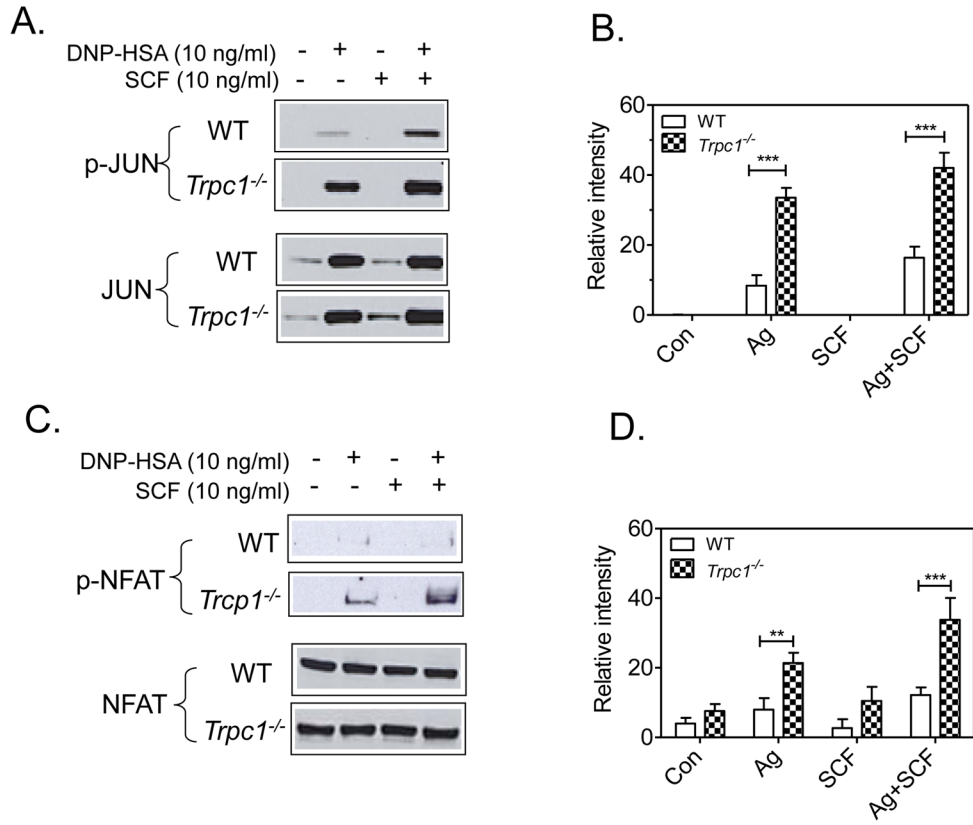 A.
DNP-HSA (10 ng/ml) - + - +
SCF (10 ng/ml) - - + +
p-JUN
WT
Trpc1-/-
JUN
WT
Trpc1-/-
B.
Relative intensity
60
40
20
0
WT
Trpc1-/-
***
***
Con
Ag
SCF
Ag+SCF
C.
DNP-HSA (10 ng/ml) - + - +
SCF (10 ng/ml) - - + +
p-NFAT
WT
Trcp1-/-
NFAT
WT
Trpc1-/-
D.
Relative intensity
60
40
20
0
WT
Trpc1-/-
**
***
Con
Ag
SCF
Ag+SCF